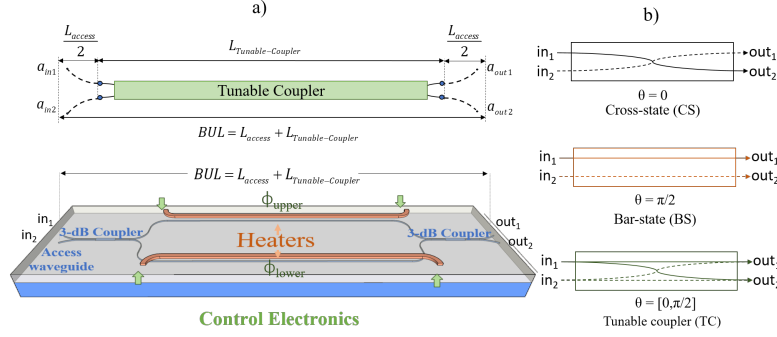 a)
L_access/2
L_Tunable−Coupler
L_access/2
a_in1
a_out1
Tunable Coupler
a_in2
a_out2
BUL = L_access + L_Tunable−Coupler
BUL = L_access + L_Tunable−Coupler
ϕ_upper
in₁
out₁
in₂
3-dB Coupler
Heaters
3-dB Coupler
out₂
Access
waveguide
ϕ_lower
Control Electronics
b)
in₁
out₁
in₂
out₂
θ = 0
Cross-state (CS)
in₁
out₁
in₂
out₂
θ = π/2
Bar-state (BS)
in₁
out₁
in₂
out₂
θ = [0,π/2]
Tunable coupler (TC)